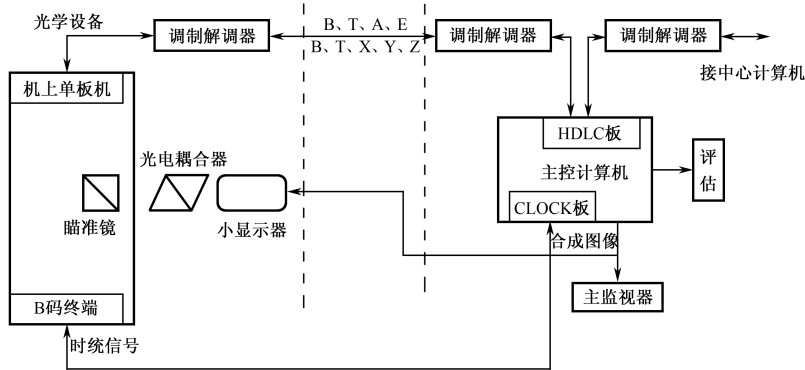 光学设备
调制解调器
B、T、A、E
B、T、X、Y、Z
调制解调器
调制解调器
接中心计算机
机上单板机
HDLC板
主控计算机
评估
光电耦合器
CLOCK板
瞄准镜
小显示器
合成图像
主监视器
B码终端
时统信号